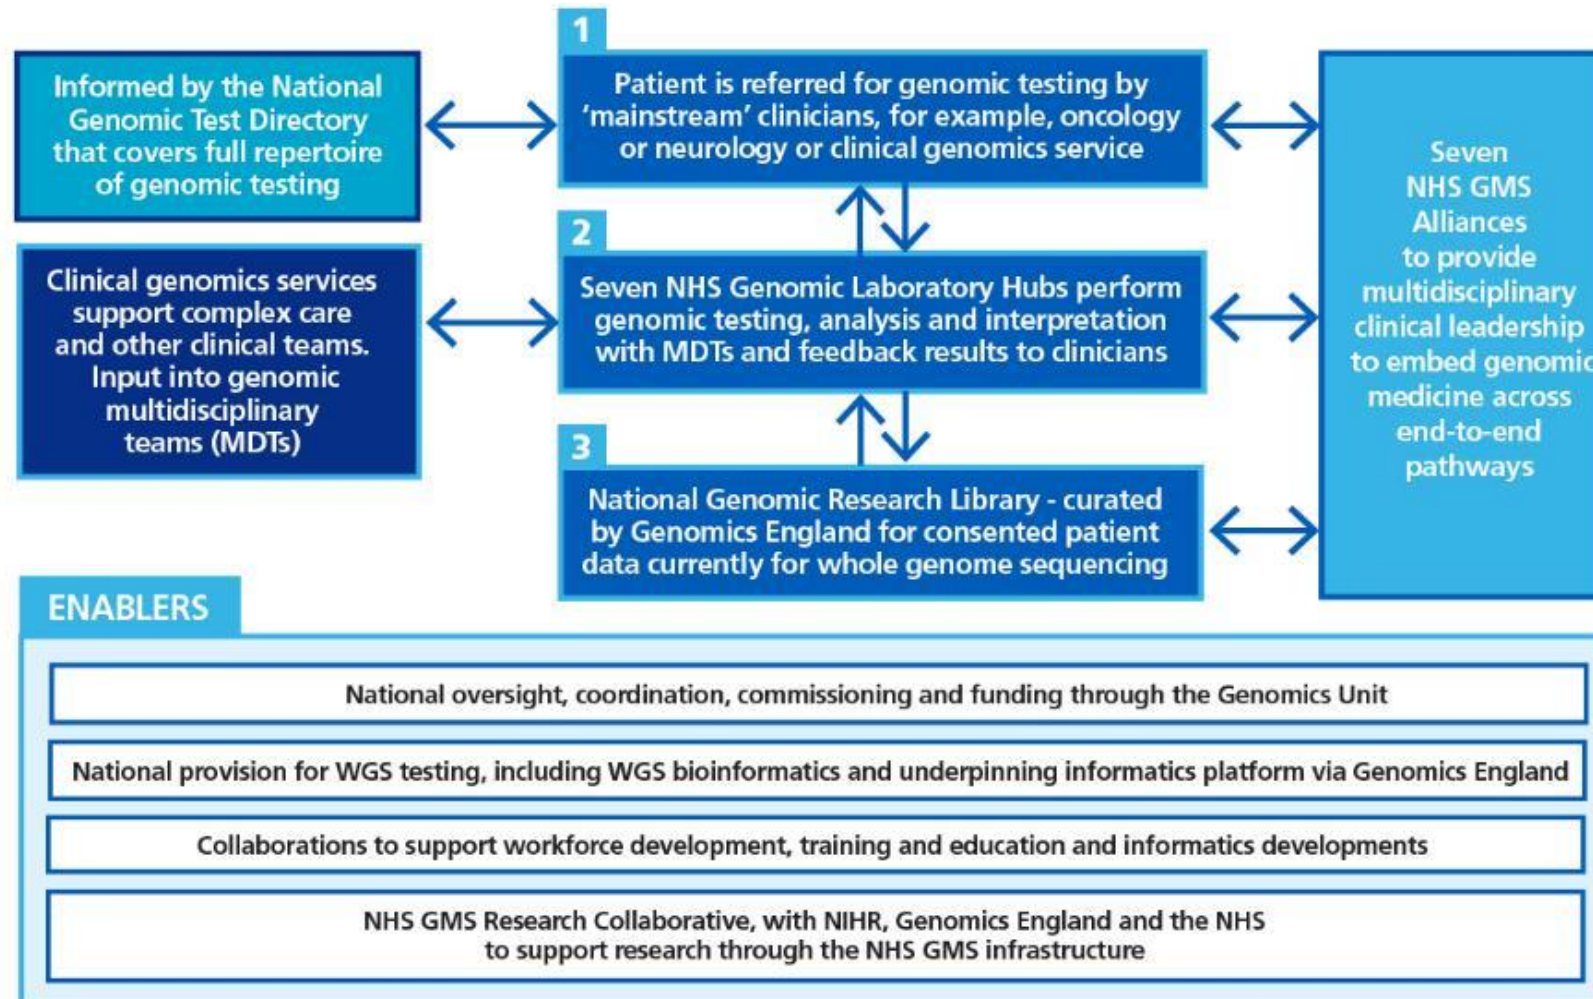 Informed by the National
Genomic Test Directory
that covers full repertoire
of genomic testing
Clinical genomics services
support complex care
and other clinical teams.
Input into genomic
multidisciplinary
teams (MDTs)
1
Patient is referred for genomic testing by
‘mainstream’ clinicians, for example, oncology
or neurology or clinical genomics service
2
Seven NHS Genomic Laboratory Hubs perform
genomic testing, analysis and interpretation
with MDTs and feedback results to clinicians
3
National Genomic Research Library - curated
by Genomics England for consented patient
data currently for whole genome sequencing
Seven
NHS GMS
Alliances
to provide
multidisciplinary
clinical leadership
to embed genomic
medicine across
end-to-end
pathways
ENABLERS
National oversight, coordination, commissioning and funding through the Genomics Unit
National provision for WGS testing, including WGS bioinformatics and underpinning informatics platform via Genomics England
Collaborations to support workforce development, training and education and informatics developments
NHS GMS Research Collaborative, with NIHR, Genomics England and the NHS
to support research through the NHS GMS infrastructure